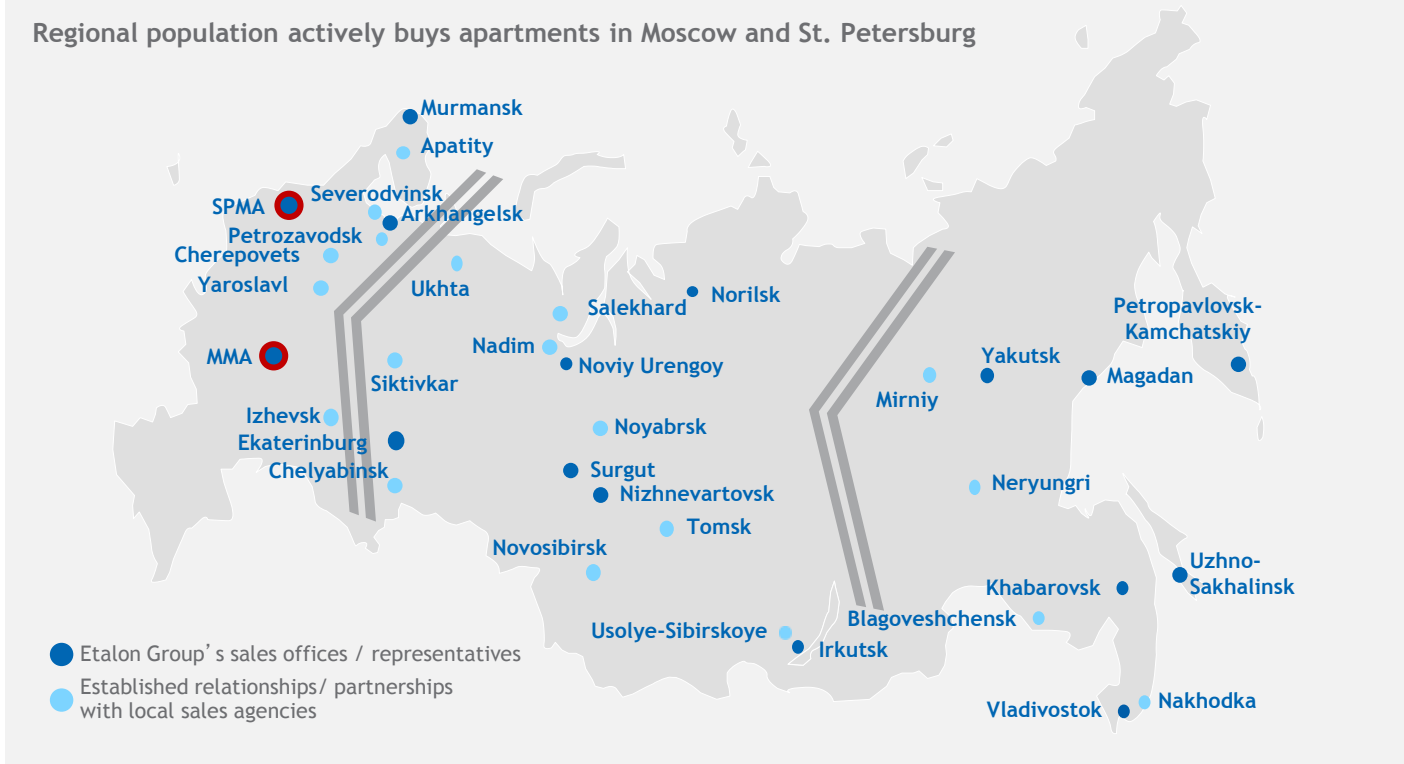 Regional population actively buys apartments in Moscow and St. Petersburg
Murmansk
Apatity
Severodvinsk
SPMA
Arkhangelsk
Petrozavodsk
Cherepovets
Yaroslavl
Ukhta
Salekhard
Norilsk
Petropavlovsk-
Kamchatskiy
Nadim
MMA
Noviy Urengoy
Yakutsk
Magadan
Siktivkar
Mirniy
Izhevsk
Noyabrsk
Ekaterinburg
Chelyabinsk
Surgut
Nizhnevartovsk
Neryungri
Tomsk
Novosibirsk
Uzhno-
Sakhalinsk
Khabarovsk
Blagoveshchensk
Usolye-Sibirskoye
Irkutsk
Etalon Group's sales offices / representatives
Established relationships/ partnerships
with local sales agencies
Nakhodka
Vladivostok